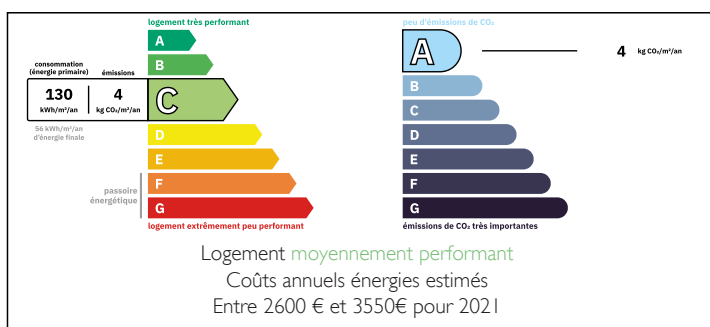 logement très performant
A
B
consommation
(énergie primaire)
émissions
130
kWh/m²/an
4
kg CO₂/m²/an
C
56 kWh/m²/an
d'énergie finale
D
E
passoire
énergétique
F
G
logement extrêmement peu performant
peu d'émissions de CO₂
A
4 kg CO₂/m²/an
B
C
D
E
F
G
émissions de CO₂ très importantes
Logement moyennement performant
Coûts annuels énergies estimés
Entre 2600 € et 3550€ pour 2021